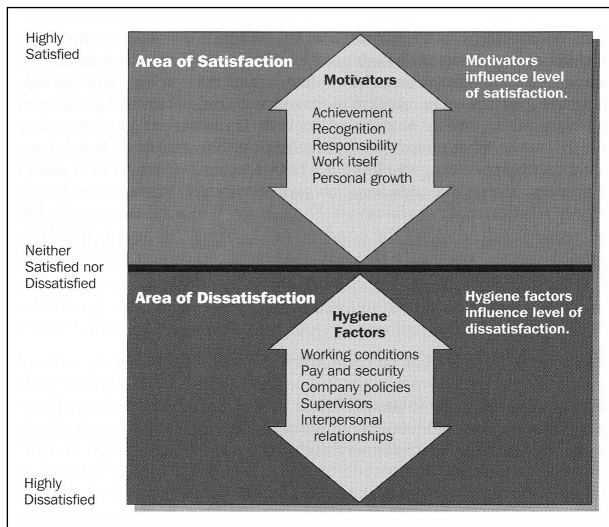 Highly
Satisfied
Area of Satisfaction
Motivators
influence level
of satisfaction.
Motivators
Achievement
Recognition
Responsibility
Work itself
Personal growth
Neither
Satisfied nor
Dissatisfied
Area of Dissatisfaction
Hygiene factors
influence level of
dissatisfaction.
Hygiene
Factors
Working conditions
Pay and security
Company policies
Supervisors
Interpersonal
relationships
Highly
Dissatisfied